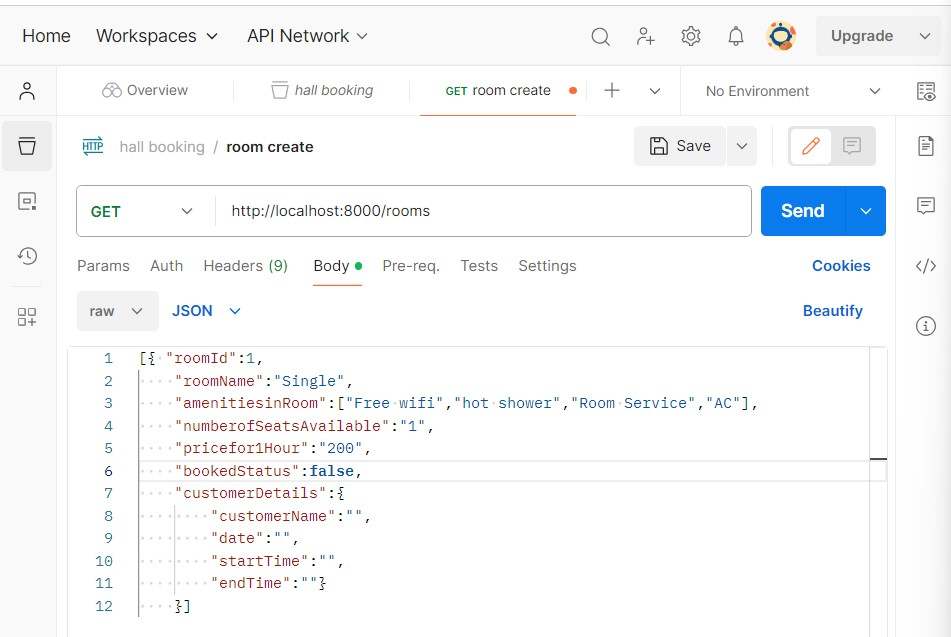 Home Workspaces API Network Upgrade
Overview hall booking GET room create No Environment
HTTP hall booking / room create Save
GET http://localhost:8000/rooms Send
Params Auth Headers (9) Body Pre-req. Tests Settings Cookies
raw JSON Beautify
1 [{ "roomId":1,
2 "roomName":"Single",
3 "amenitiesinRoom":["Free wifi","hot shower","Room Service","AC"],
4 "numberofSeatsAvailable":"1",
5 "pricefor1Hour":"200",
6 "bookedStatus":false,
7 "customerDetails":{
8 "customerName":"",
9 "date":"",
10 "startTime":"",
11 "endTime":""}
12 }]